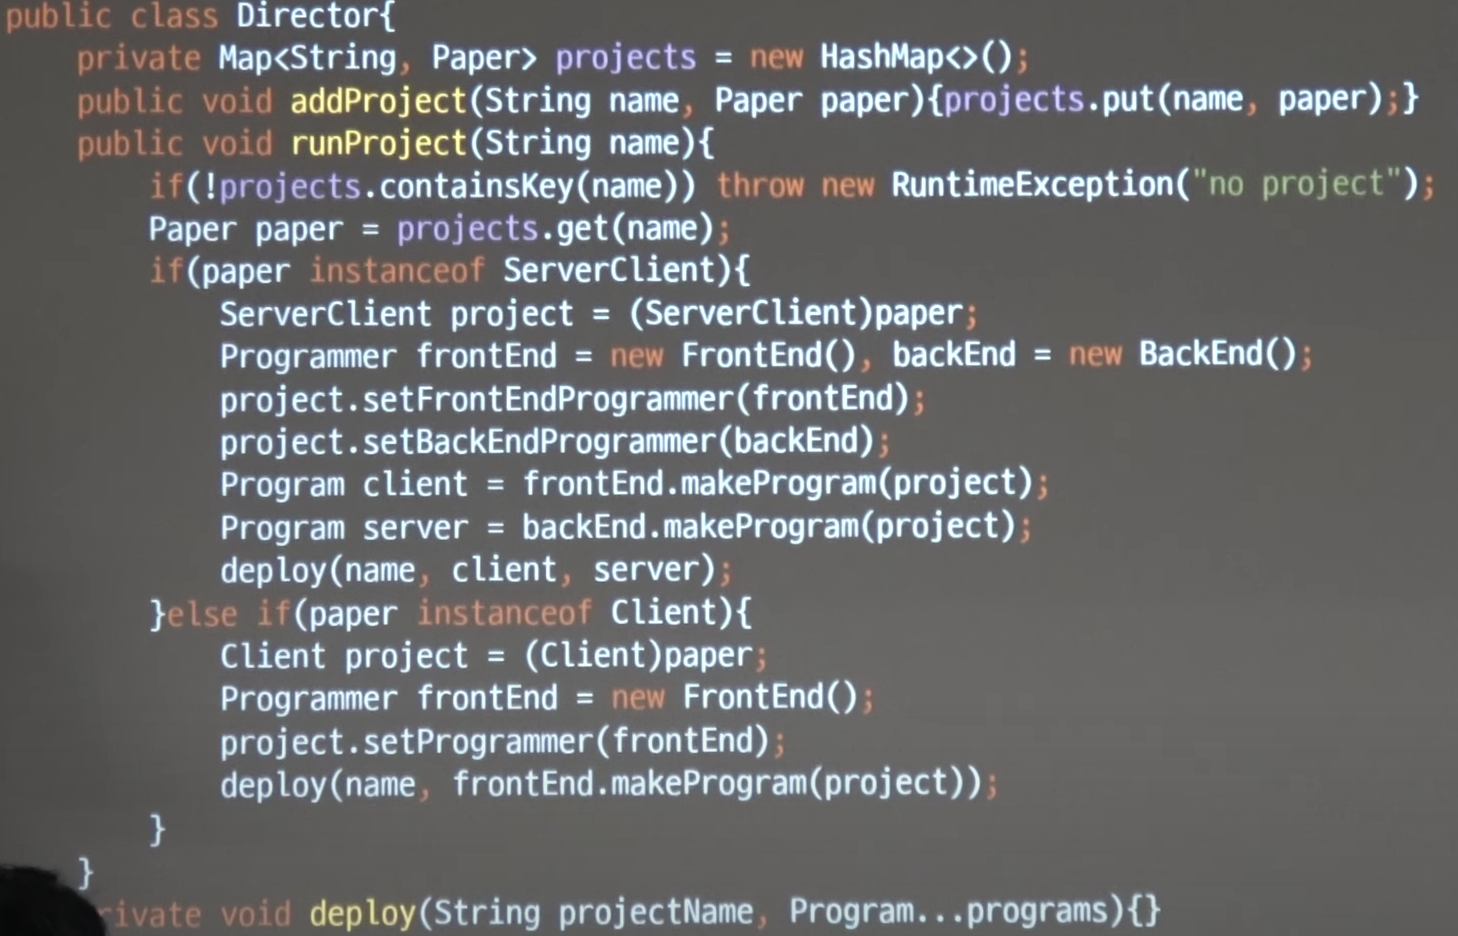 public class Director{
    private Map<String, Paper> projects = new HashMap<>();
    public void addProject(String name, Paper paper){projects.put(name, paper);}
    public void runProject(String name){
        if(!projects.containsKey(name)) throw new RuntimeException("no project");
        Paper paper = projects.get(name);
        if(paper instanceof ServerClient){
            ServerClient project = (ServerClient)paper;
            Programmer frontEnd = new FrontEnd(), backEnd = new BackEnd();
            project.setFrontEndProgrammer(frontEnd);
            project.setBackEndProgrammer(backEnd);
            Program client = frontEnd.makeProgram(project);
            Program server = backEnd.makeProgram(project);
            deploy(name, client, server);
        }else if(paper instanceof Client){
            Client project = (Client)paper;
            Programmer frontEnd = new FrontEnd();
            project.setProgrammer(frontEnd);
            deploy(name, frontEnd.makeProgram(project));
        }
    }
    rivate void deploy(String projectName, Program...programs){}